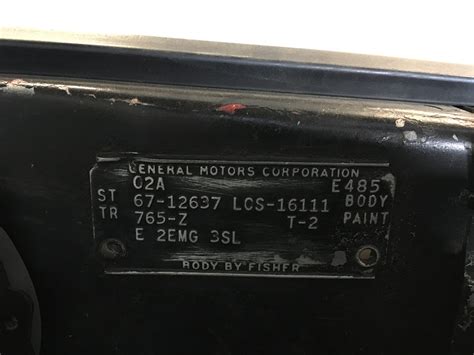 GENERAL MOTORS CORPORATION
02A E485
ST 67-12637 LCS-16111 BODY
TR 765-Z T-2 PAINT
E 2EMG 3SL
BODY BY FISHER